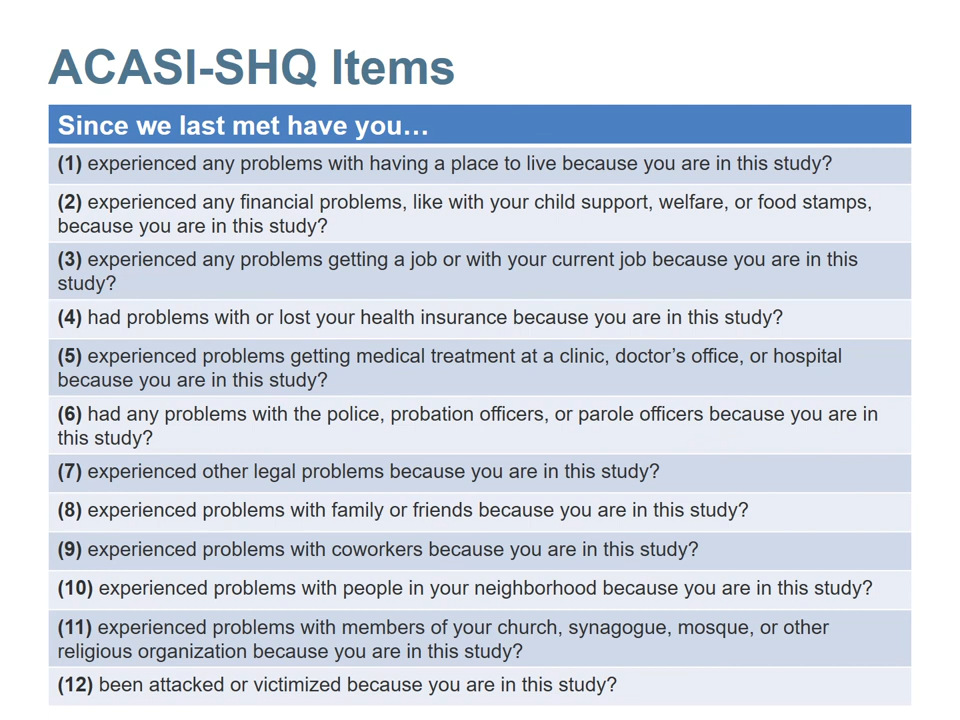 ACASI-SHQ Items
Since we last met have you…
(1) experienced any problems with having a place to live because you are in this study?
(2) experienced any financial problems, like with your child support, welfare, or food stamps,
because you are in this study?
(3) experienced any problems getting a job or with your current job because you are in this
study?
(4) had problems with or lost your health insurance because you are in this study?
(5) experienced problems getting medical treatment at a clinic, doctor’s office, or hospital
because you are in this study?
(6) had any problems with the police, probation officers, or parole officers because you are in
this study?
(7) experienced other legal problems because you are in this study?
(8) experienced problems with family or friends because you are in this study?
(9) experienced problems with coworkers because you are in this study?
(10) experienced problems with people in your neighborhood because you are in this study?
(11) experienced problems with members of your church, synagogue, mosque, or other
religious organization because you are in this study?
(12) been attacked or victimized because you are in this study?